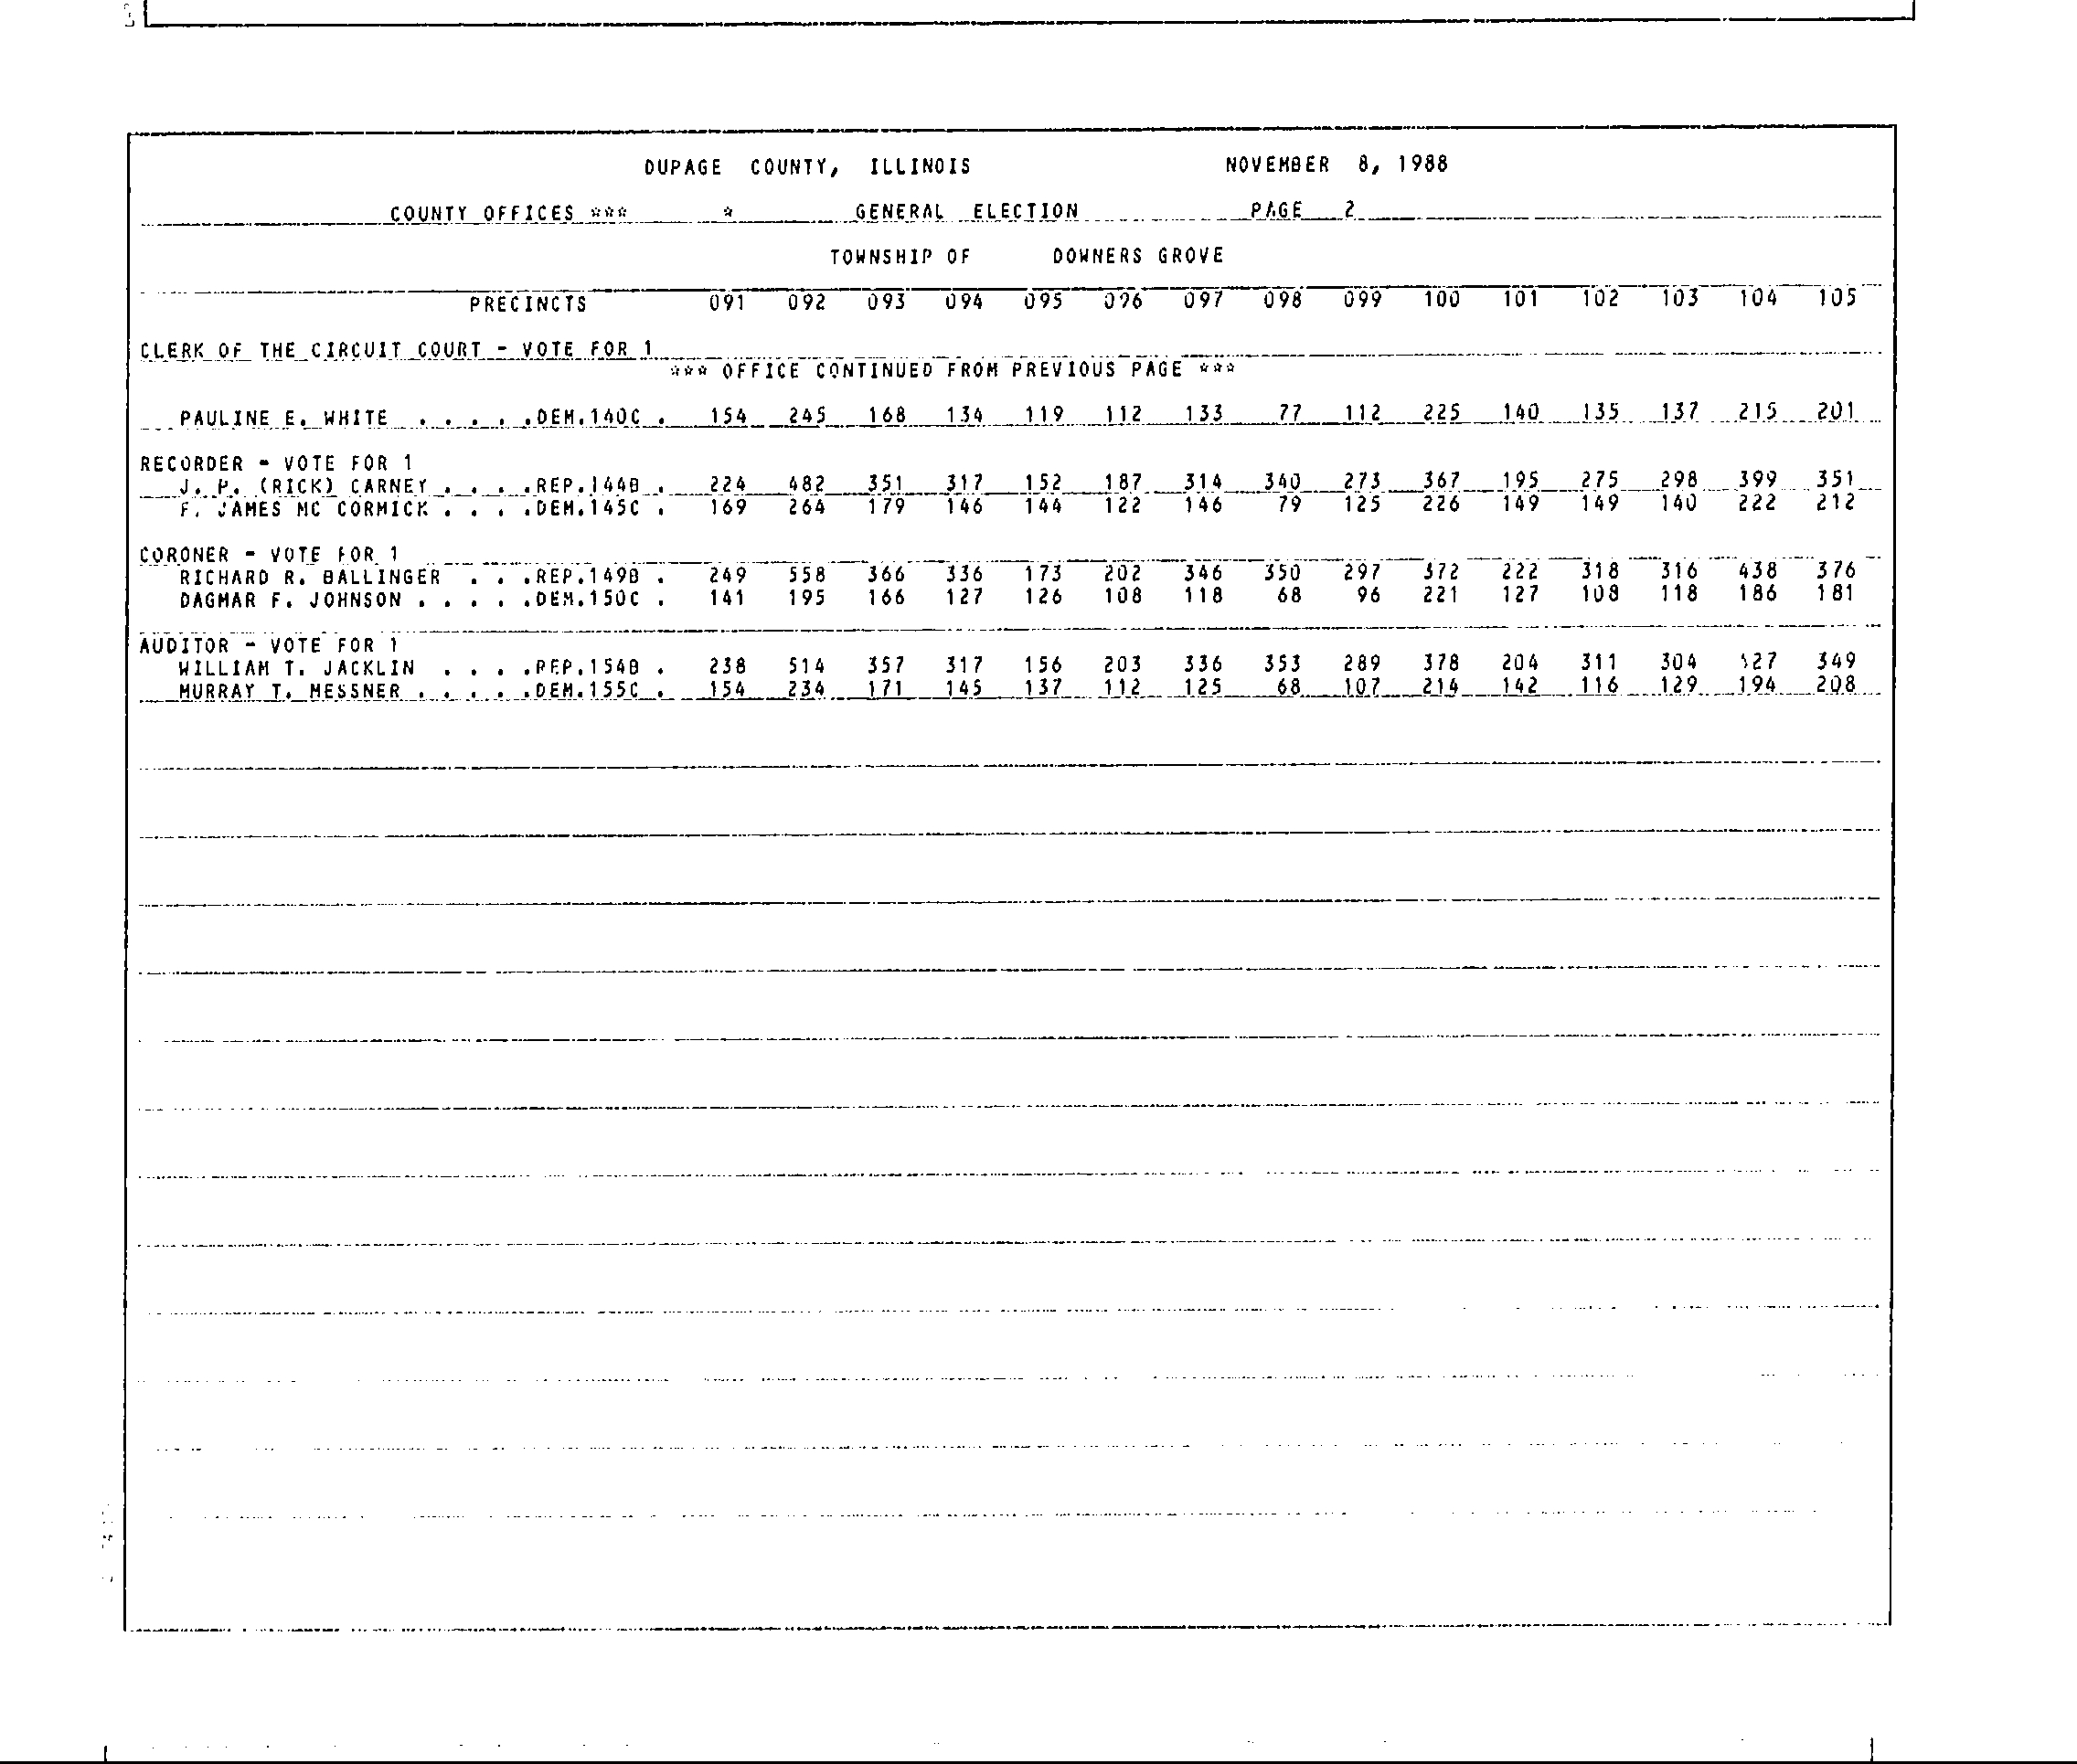 DUPAGE COUNTY, ILLINOIS NOVEMBER 8, 1988
COUNTY OFFICES *** * GENERAL ELECTION PAGE 2
TOWNSHIP OF DOWNERS GROVE
PRECINCTS 091 092 093 094 095 096 097 098 099 100 101 102 103 104 105
CLERK OF THE CIRCUIT COURT - VOTE FOR 1
*** OFFICE CONTINUED FROM PREVIOUS PAGE ***
PAULINE E. WHITE . . . . .DEM.140C . 154 245 168 134 119 112 133 77 112 225 140 135 137 215 201
RECORDER - VOTE FOR 1
J. P. (RICK) CARNEY . . . .REP.144B . 224 482 351 317 152 187 314 340 273 367 195 275 298 399 351
F. JAMES MC CORMICK . . . .DEM.145C . 169 264 179 146 144 122 146 79 125 226 149 149 140 222 212
CORONER - VOTE FOR 1
RICHARD R. BALLINGER . . .REP.149B . 249 558 366 336 173 202 346 350 297 372 222 318 316 438 376
DAGMAR F. JOHNSON . . . . .DEM.150C . 141 195 166 127 126 108 118 68 96 221 127 108 118 186 181
AUDITOR - VOTE FOR 1
WILLIAM T. JACKLIN . . . .REP.154B . 238 514 357 317 156 203 336 353 289 378 204 311 304 427 349
MURRAY T. MESSNER . . . . .DEM.155C . 154 234 171 145 137 112 125 68 107 214 142 116 129 194 208